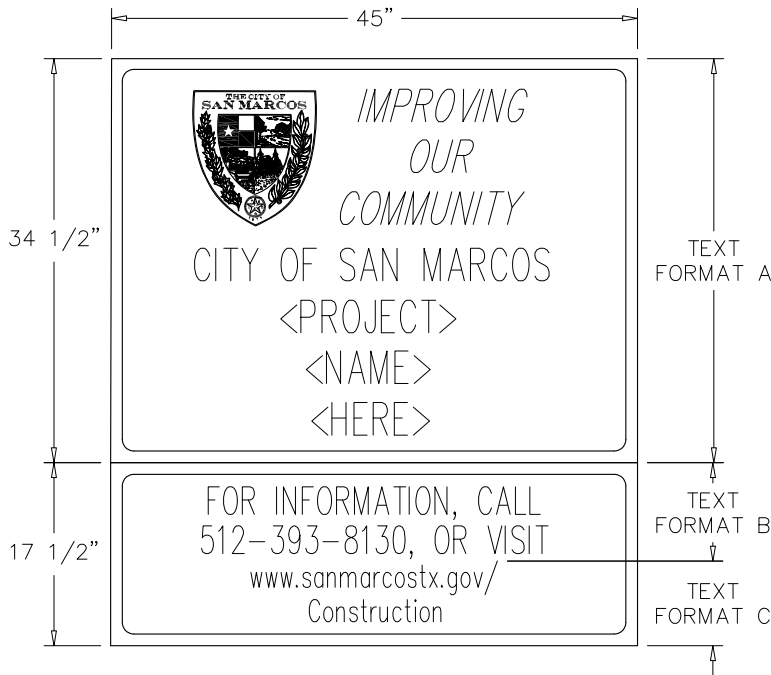 45"
THE CITY OF
SAN MARCOS
IMPROVING
OUR
COMMUNITY
CITY OF SAN MARCOS
<PROJECT>
<NAME>
<HERE>
34 1/2"
TEXT
FORMAT A
FOR INFORMATION, CALL
512-393-8130, OR VISIT
www.sanmarcostx.gov/
Construction
17 1/2"
TEXT
FORMAT B
TEXT
FORMAT C